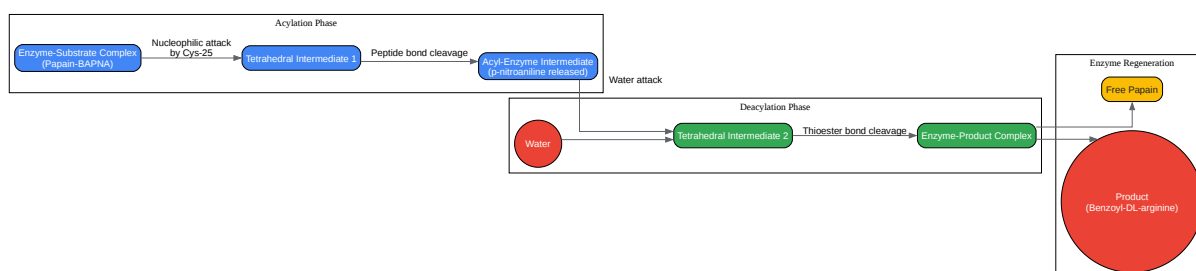 Acylation Phase
Enzyme-Substrate Complex
(Papain-BAPNA)
Nucleophilic attack
by Cys-25
Tetrahedral Intermediate 1
Peptide bond cleavage
Acyl-Enzyme Intermediate
(p-nitroaniline released)
Water attack
Deacylation Phase
Water
Tetrahedral Intermediate 2
Thioester bond cleavage
Enzyme-Product Complex
Enzyme Regeneration
Free Papain
Product
(Benzoyl-DL-arginine)